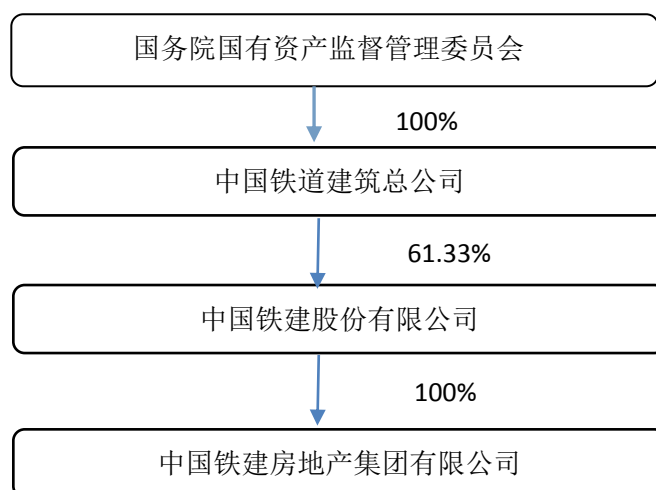 国务院国有资产监督管理委员会
100%
中国铁道建筑总公司
61.33%
中国铁建股份有限公司
100%
中国铁建房地产集团有限公司